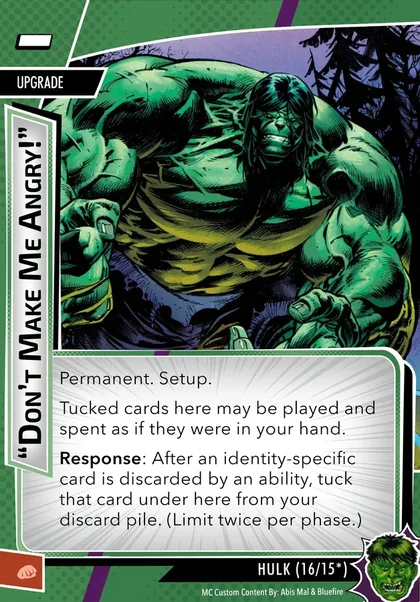 UPGRADE
“DON’T MAKE ME ANGRY!”
Permanent. Setup.
Tucked cards here may be played and
spent as if they were in your hand.
Response: After an identity-specific
card is discarded by an ability, tuck
that card under here from your
discard pile. (Limit twice per phase.)
HULK (16/15*)
MC Custom Content By: Abis Mal & Bluefire